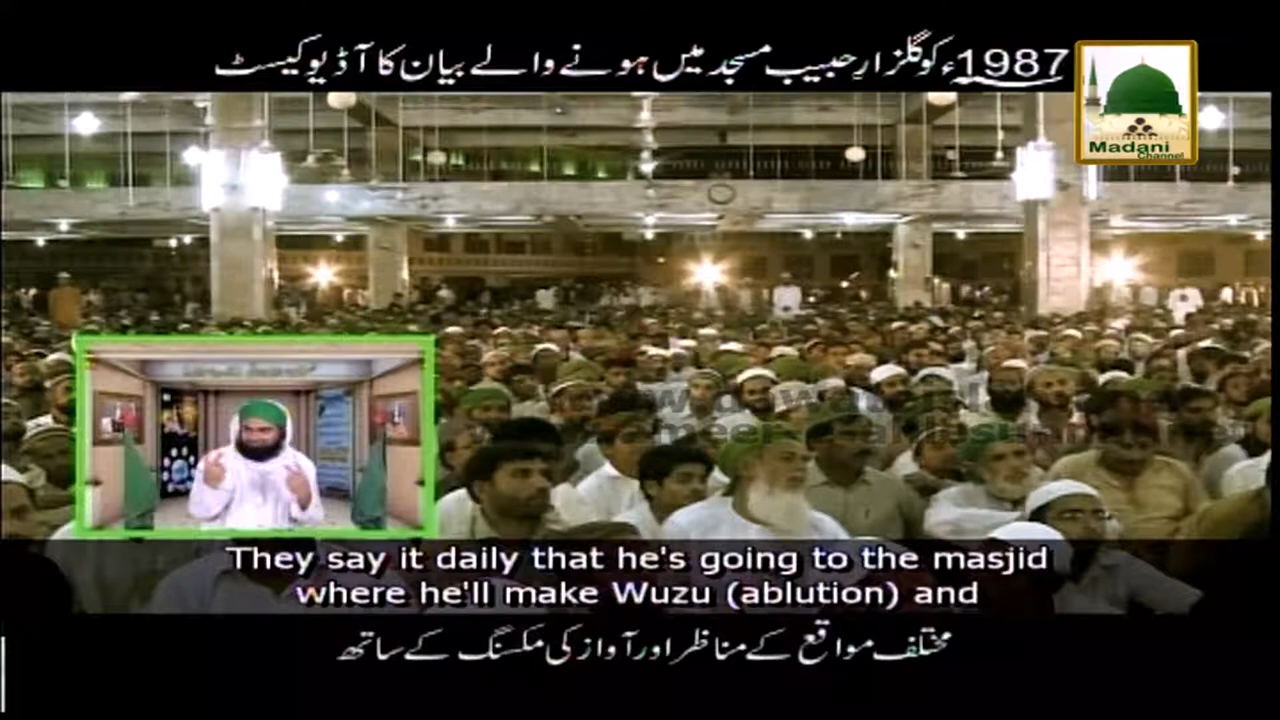 1987ء کو گلزارِ حبیب مسجد میں ہونے والے بیان کا آڈیو کیسٹ
Madani
Channel
They say it daily that he's going to the masjid
where he'll make Wuzu (ablution) and
مختلف مواقع کے مناظر اور آواز کی مکسنگ کے ساتھ